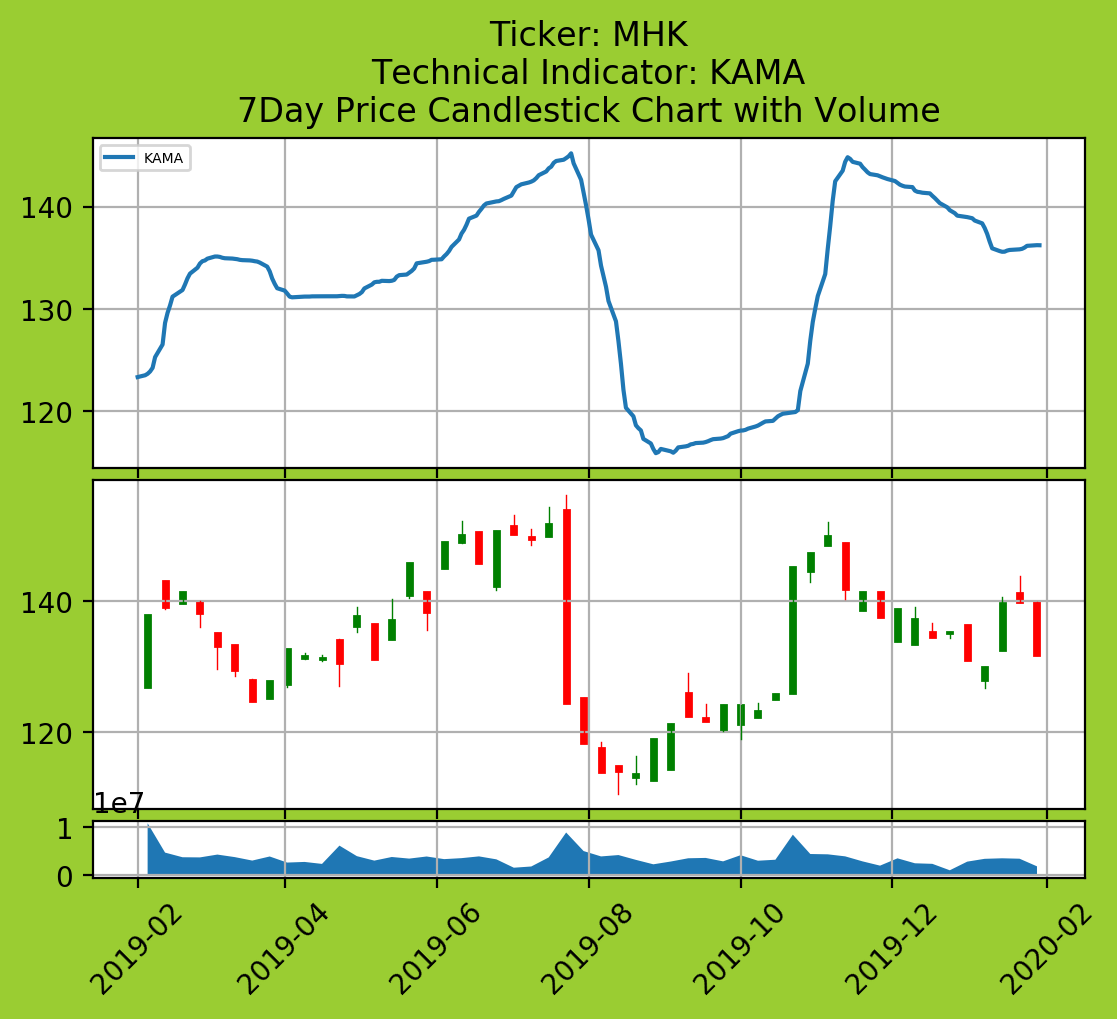 Ticker: MHK
Technical Indicator: KAMA
7Day Price Candlestick Chart with Volume
KAMA
140
130
120
140
120
1e7
1
0
2019-02
2019-04
2019-06
2019-08
2019-10
2019-12
2020-02